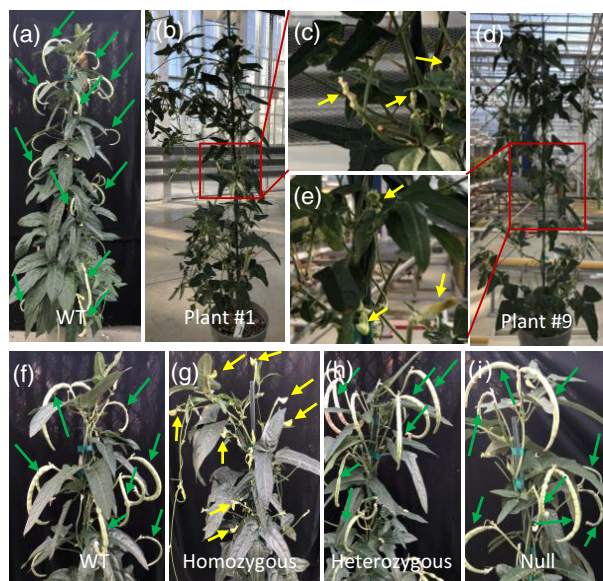 (a)
(b)
(c)
(d)
(e)
WT
Plant #1
Plant #9
(f)
(g)
(h)
(i)
WT
Homozygous
Heterozygous
Null